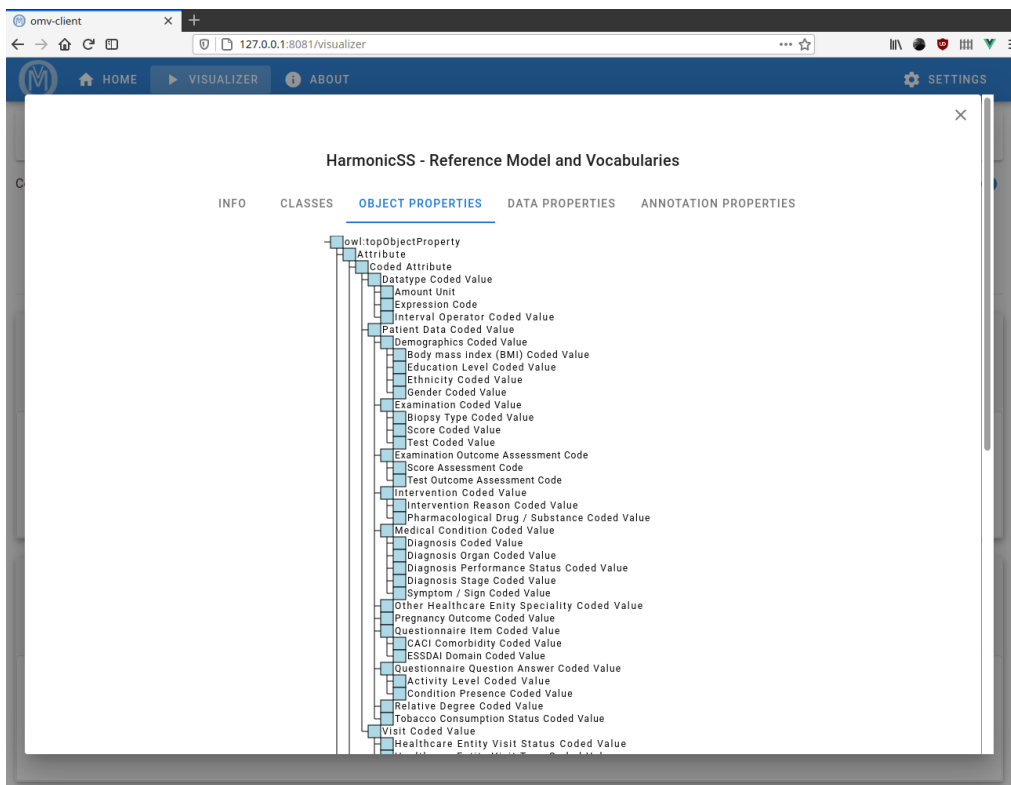 omv-client
127.0.0.1:8081/visualizer
HOME
VISUALIZER
ABOUT
SETTINGS
HarmonicSS - Reference Model and Vocabularies
INFO
CLASSES
OBJECT PROPERTIES
DATA PROPERTIES
ANNOTATION PROPERTIES
owl:topObjectProperty
Attribute
Coded Attribute
Datatype Coded Value
Amount Unit
Expression Code
Interval Operator Coded Value
Patient Data Coded Value
Demographics Coded Value
Body mass index (BMI) Coded Value
Education Level Coded Value
Ethnicity Coded Value
Gender Coded Value
Examination Coded Value
Biopsy Type Coded Value
Score Coded Value
Test Coded Value
Examination Outcome Assessment Code
Score Assessment Code
Test Outcome Assessment Code
Intervention Coded Value
Intervention Reason Coded Value
Pharmacological Drug / Substance Coded Value
Medical Condition Coded Value
Diagnosis Coded Value
Diagnosis Organ Coded Value
Diagnosis Performance Status Coded Value
Diagnosis Stage Coded Value
Symptom / Sign Coded Value
Other Healthcare Enity Speciality Coded Value
Pregnancy Outcome Coded Value
Questionnaire Item Coded Value
CACI Comorbidity Coded Value
ESSDAI Domain Coded Value
Questionnaire Question Answer Coded Value
Activity Level Coded Value
Condition Presence Coded Value
Relative Degree Coded Value
Tobacco Consumption Status Coded Value
Visit Coded Value
Healthcare Entity Visit Status Coded Value